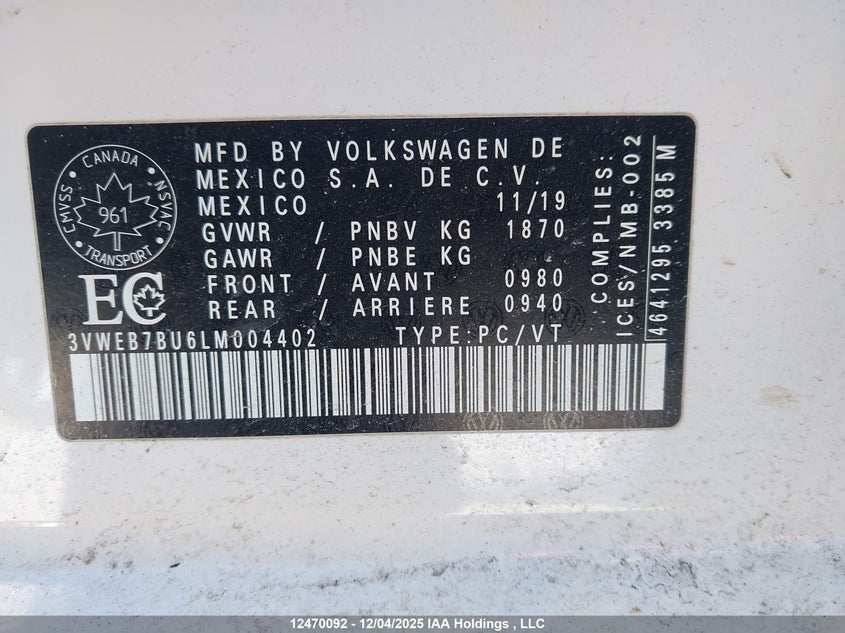 CANADA
CMVSS
NSVAC
961
TRANSPORT
EC
MFD BY VOLKSWAGEN DE
MEXICO S.A. DE C.V.
MEXICO 11/19
GVWR / PNBV KG 1870
GAWR / PNBE KG
FRONT / AVANT 0980
REAR / ARRIERE 0940
3VWEB7BU6LM004402 TYPE:PC/VT
COMPLIES:
ICES/NMB-002
4641295 3385 M
12470092 - 12/04/2025 IAA Holdings , LLC